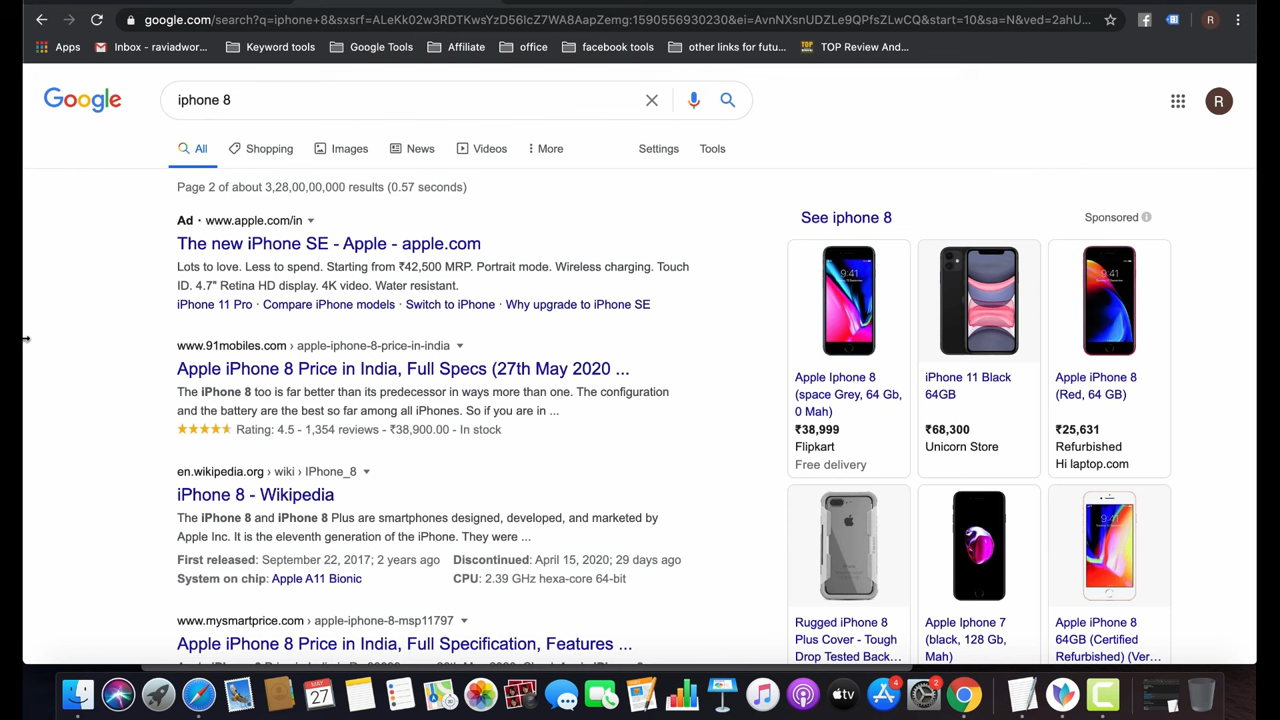 google.com/search?q=iphone+8&sxsrf=ALeKk02w3RDTKwsYzD56IcZ7WA8AapZemg:1590556930230&ei=AvnNXsnUDZLe9QPfsZLwCQ&start=10&sa=N&ved=2ahU...
R
Apps
Inbox - raviadwor...
Keyword tools
Google Tools
Affiliate
office
facebook tools
other links for futu...
TOP Review And...
Google
iphone 8
R
All
Shopping
Images
News
Videos
More
Settings
Tools
Page 2 of about 3,28,00,00,000 results (0.57 seconds)
Ad · www.apple.com/in
The new iPhone SE - Apple - apple.com
Lots to love. Less to spend. Starting from ₹42,500 MRP. Portrait mode. Wireless charging. Touch
ID. 4.7" Retina HD display. 4K video. Water resistant.
iPhone 11 Pro · Compare iPhone models · Switch to iPhone · Why upgrade to iPhone SE
www.91mobiles.com › apple-iphone-8-price-in-india
Apple iPhone 8 Price in India, Full Specs (27th May 2020 ...
The iPhone 8 too is far better than its predecessor in ways more than one. The configuration
and the battery are the best so far among all iPhones. So if you are in ...
Rating: 4.5 - 1,354 reviews - ₹38,900.00 - In stock
en.wikipedia.org › wiki › IPhone_8
iPhone 8 - Wikipedia
The iPhone 8 and iPhone 8 Plus are smartphones designed, developed, and marketed by
Apple Inc. It is the eleventh generation of the iPhone. They were ...
First released: September 22, 2017; 2 years ago
Discontinued: April 15, 2020; 29 days ago
System on chip: Apple A11 Bionic
CPU: 2.39 GHz hexa-core 64-bit
www.mysmartprice.com › apple-iphone-8-msp11797
Apple iPhone 8 Price in India, Full Specification, Features ...
See iphone 8
Sponsored
9:41
9:41
Apple Iphone 8
(space Grey, 64 Gb,
0 Mah)
₹38,999
Flipkart
Free delivery
iPhone 11 Black
64GB
₹68,300
Unicorn Store
Apple iPhone 8
(Red, 64 GB)
₹25,631
Refurbished
Hi laptop.com
9:41
Rugged iPhone 8
Plus Cover - Tough
Drop Tested Back...
Apple Iphone 7
(black, 128 Gb,
Mah)
Apple iPhone 8
64GB (Certified
Refurbished) (Ver...
MAY
27
tv
4
2